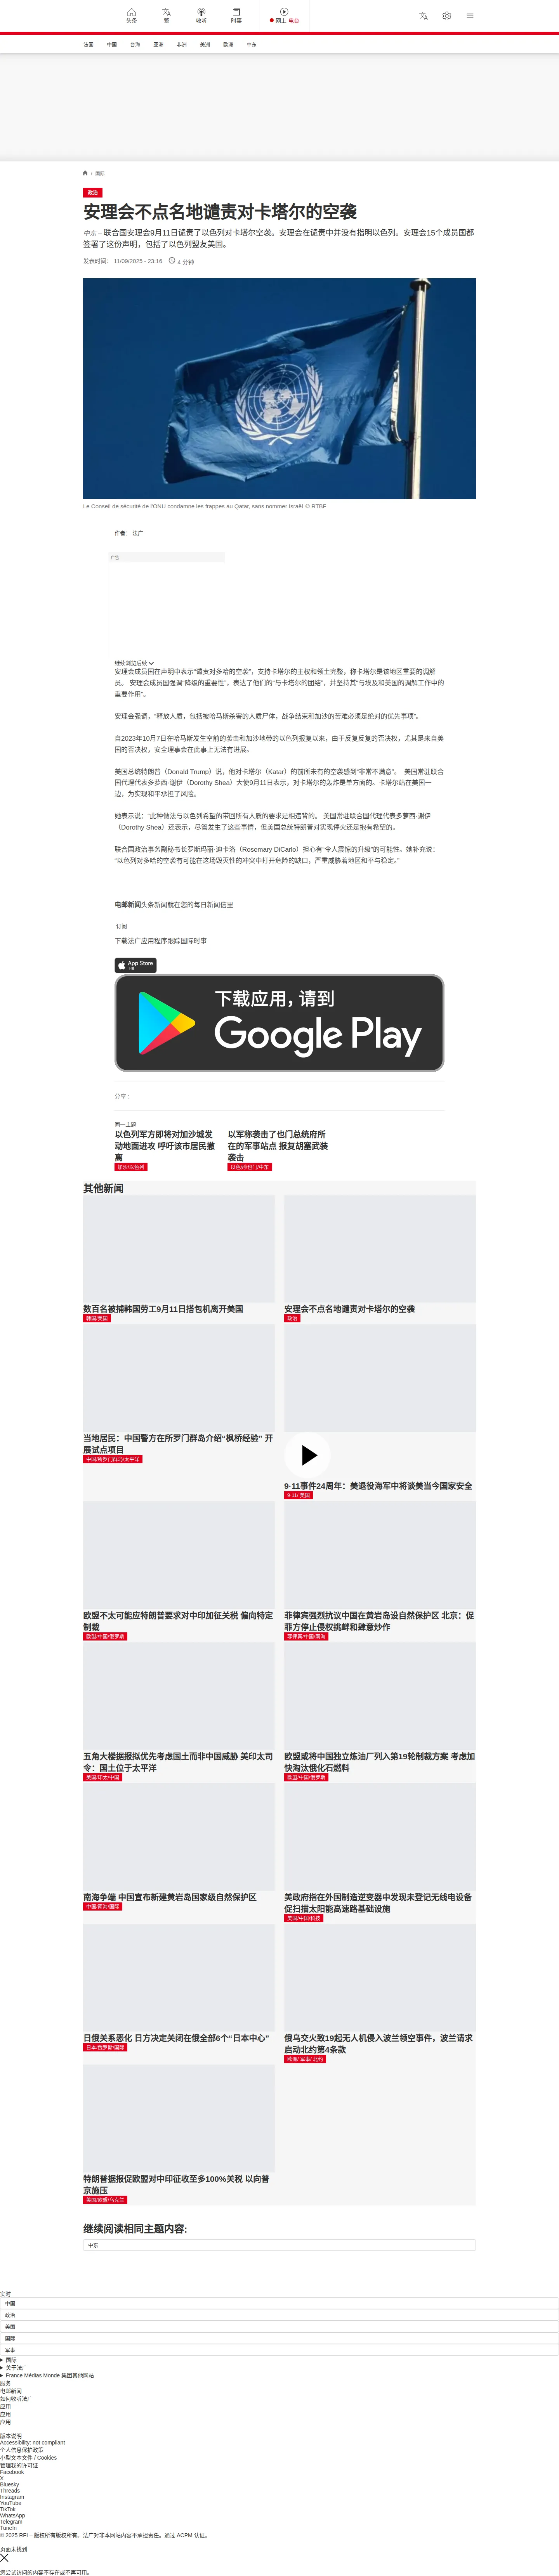 头条
繁
收听
时事
网上 电台
法国
中国
台海
亚洲
非洲
美洲
欧洲
中东
/ 国际
政治
安理会不点名地谴责对卡塔尔的空袭
中东 – 联合国安理会9月11日谴责了以色列对卡塔尔空袭。安理会在谴责中并没有指明以色列。安理会15个成员国都
签署了这份声明，包括了以色列盟友美国。
发表时间： 11/09/2025 - 23:16 4 分钟
Le Conseil de sécurité de l'ONU condamne les frappes au Qatar, sans nommer Israël © RTBF
作者： 法广
广告
继续浏览后续
安理会成员国在声明中表示“谴责对多哈的空袭”，支持卡塔尔的主权和领土完整，称卡塔尔是该地区重要的调解
员。 安理会成员国强调“降级的重要性”，表达了他们的“与卡塔尔的团结”，并坚持其“与埃及和美国的调解工作中的
重要作用”。
安理会强调，“释放人质，包括被哈马斯杀害的人质尸体，战争结束和加沙的苦难必须是绝对的优先事项”。
自2023年10月7日在哈马斯发生空前的袭击和加沙地带的以色列报复以来，由于反复反复的否决权，尤其是来自美
国的否决权，安全理事会在此事上无法有进展。
美国总统特朗普（Donald Trump）说，他对卡塔尔（Katar）的前所未有的空袭感到“非常不满意”。 美国常驻联合
国代理代表多萝西·谢伊（Dorothy Shea）大使9月11日表示，对卡塔尔的轰炸是单方面的。卡塔尔站在美国一
边，为实现和平承担了风险。
她表示说：“此种做法与以色列希望的带回所有人质的要求是相违背的。 美国常驻联合国代理代表多萝西·谢伊
（Dorothy Shea）还表示，尽管发生了这些事情，但美国总统特朗普对实现停火还是抱有希望的。
联合国政治事务副秘书长罗斯玛丽·迪卡洛（Rosemary DiCarlo）担心有“令人震惊的升级”的可能性。她补充说：
“以色列对多哈的空袭有可能在这场毁灭性的冲突中打开危险的缺口，严重威胁着地区和平与稳定。”
电邮新闻头条新闻就在您的每日新闻信里
订阅
下载法广应用程序跟踪国际时事
App Store
下载
下载应用，请到
Google Play
分享 :
同一主题
以色列军方即将对加沙城发
动地面进攻 呼吁该市居民撤
离
加沙/以色列
以军称袭击了也门总统府所
在的军事站点 报复胡塞武装
袭击
以色列/也门/中东
其他新闻
数百名被捕韩国劳工9月11日搭包机离开美国
韩国/美国
安理会不点名地谴责对卡塔尔的空袭
政治
当地居民：中国警方在所罗门群岛介绍“枫桥经验” 开
展试点项目
中国/所罗门群岛/太平洋
9·11事件24周年：美退役海军中将谈美当今国家安全
9·11/ 美国
欧盟不太可能应特朗普要求对中印加征关税 偏向特定
制裁
欧盟/中国/俄罗斯
菲律宾强烈抗议中国在黄岩岛设自然保护区 北京：促
菲方停止侵权挑衅和肆意炒作
菲律宾/中国/南海
五角大楼据报拟优先考虑国土而非中国威胁 美印太司
令：国土位于太平洋
美国/印太/中国
欧盟或将中国独立炼油厂列入第19轮制裁方案 考虑加
快淘汰俄化石燃料
欧盟/中国/俄罗斯
南海争端 中国宣布新建黄岩岛国家级自然保护区
中国/南海/国际
美政府指在外国制造逆变器中发现未登记无线电设备
促扫描太阳能高速路基础设施
美国/中国/科技
日俄关系恶化 日方决定关闭在俄全部6个“日本中心”
日本/俄罗斯/国际
俄乌交火致19起无人机侵入波兰领空事件，波兰请求
启动北约第4条款
欧洲/ 军事/ 北约
特朗普据报促欧盟对中印征收至多100%关税 以向普
京施压
美国/欧盟/乌克兰
继续阅读相同主题内容:
中东
实时
中国
政治
美国
国际
军事
国际
关于法广
France Médias Monde 集团其他网站
服务
电邮新闻
如何收听法广
应用
应用
应用
版本说明
Accessibility: not compliant
个人信息保护政策
小型文本文件 / Cookies
管理我的许可证
Facebook
X
Bluesky
Threads
Instagram
YouTube
TikTok
WhatsApp
Telegram
TuneIn
© 2025 RFI – 版权所有版权所有。法广对非本网站内容不承担责任。通过 ACPM 认证。
页面未找到
您尝试访问的内容不存在或不再可用。